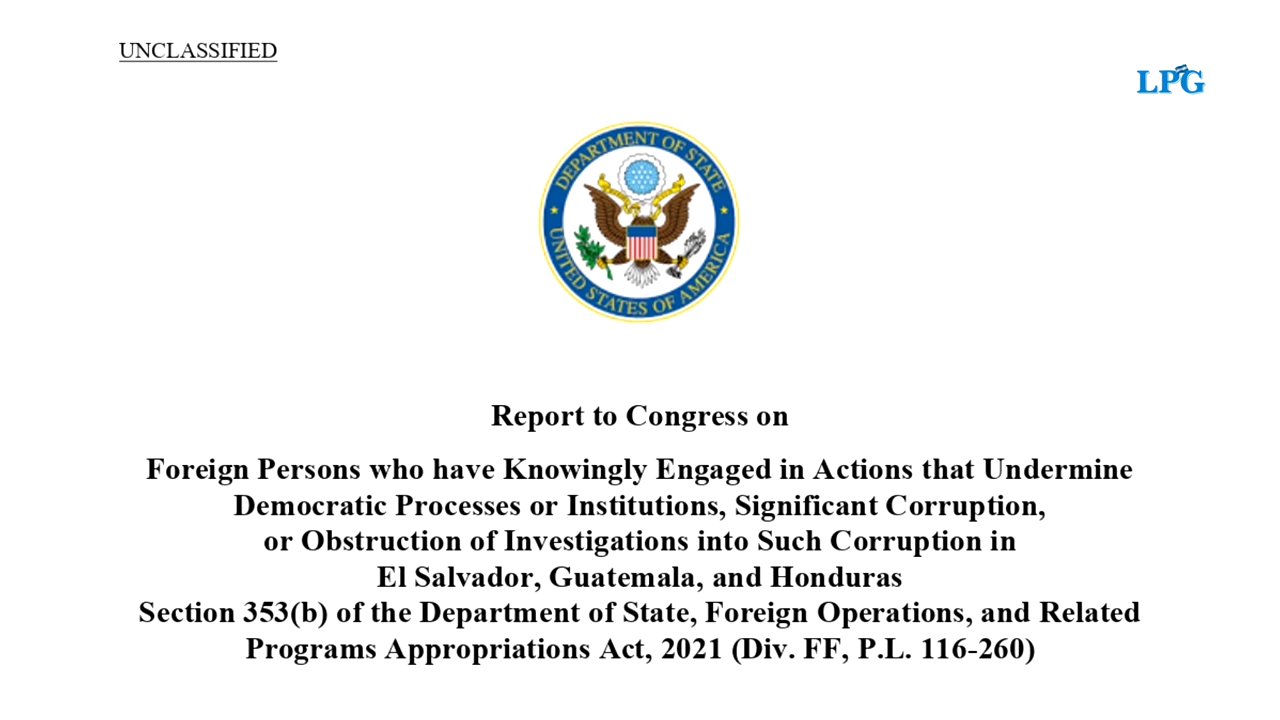 UNCLASSIFIED
LPG
DEPARTMENT OF STATE
UNITED STATES OF AMERICA
Report to Congress on
Foreign Persons who have Knowingly Engaged in Actions that Undermine
Democratic Processes or Institutions, Significant Corruption,
or Obstruction of Investigations into Such Corruption in
El Salvador, Guatemala, and Honduras
Section 353(b) of the Department of State, Foreign Operations, and Related
Programs Appropriations Act, 2021 (Div. FF, P.L. 116-260)